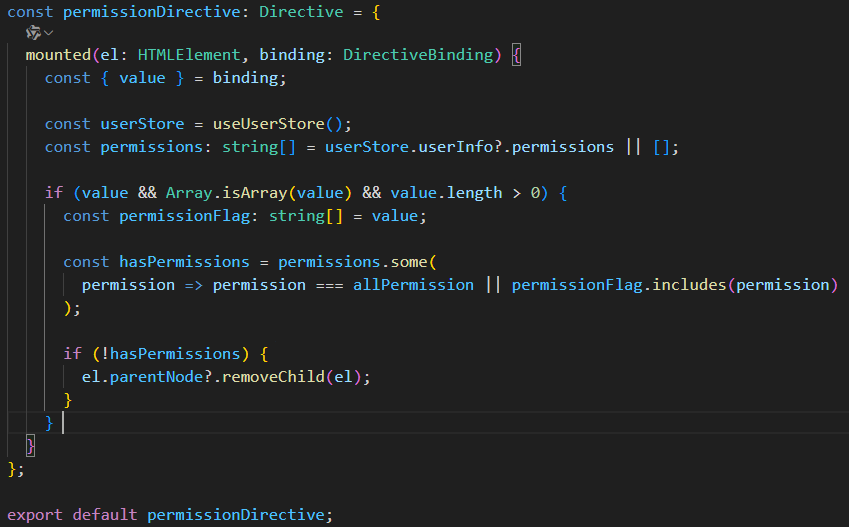 const permissionDirective: Directive = {
  mounted(el: HTMLElement, binding: DirectiveBinding) {
    const { value } = binding;
    const userStore = useUserStore();
    const permissions: string[] = userStore.userInfo?.permissions || [];
    if (value && Array.isArray(value) && value.length > 0) {
      const permissionFlag: string[] = value;
      const hasPermissions = permissions.some(
        permission => permission === allPermission || permissionFlag.includes(permission)
      );
      if (!hasPermissions) {
        el.parentNode?.removeChild(el);
      }
    }
  }
};
export default permissionDirective;